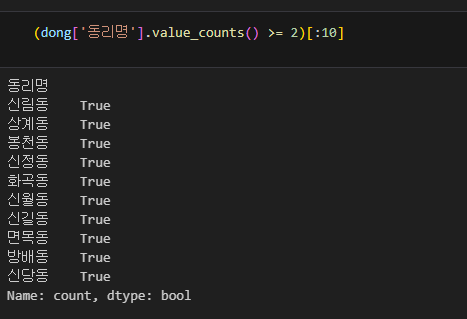 (dong['동리명'].value_counts() >= 2)[:10]
동리명
신림동    True
상계동    True
봉천동    True
신정동    True
화곡동    True
신월동    True
신길동    True
면목동    True
방배동    True
신당동    True
Name: count, dtype: bool